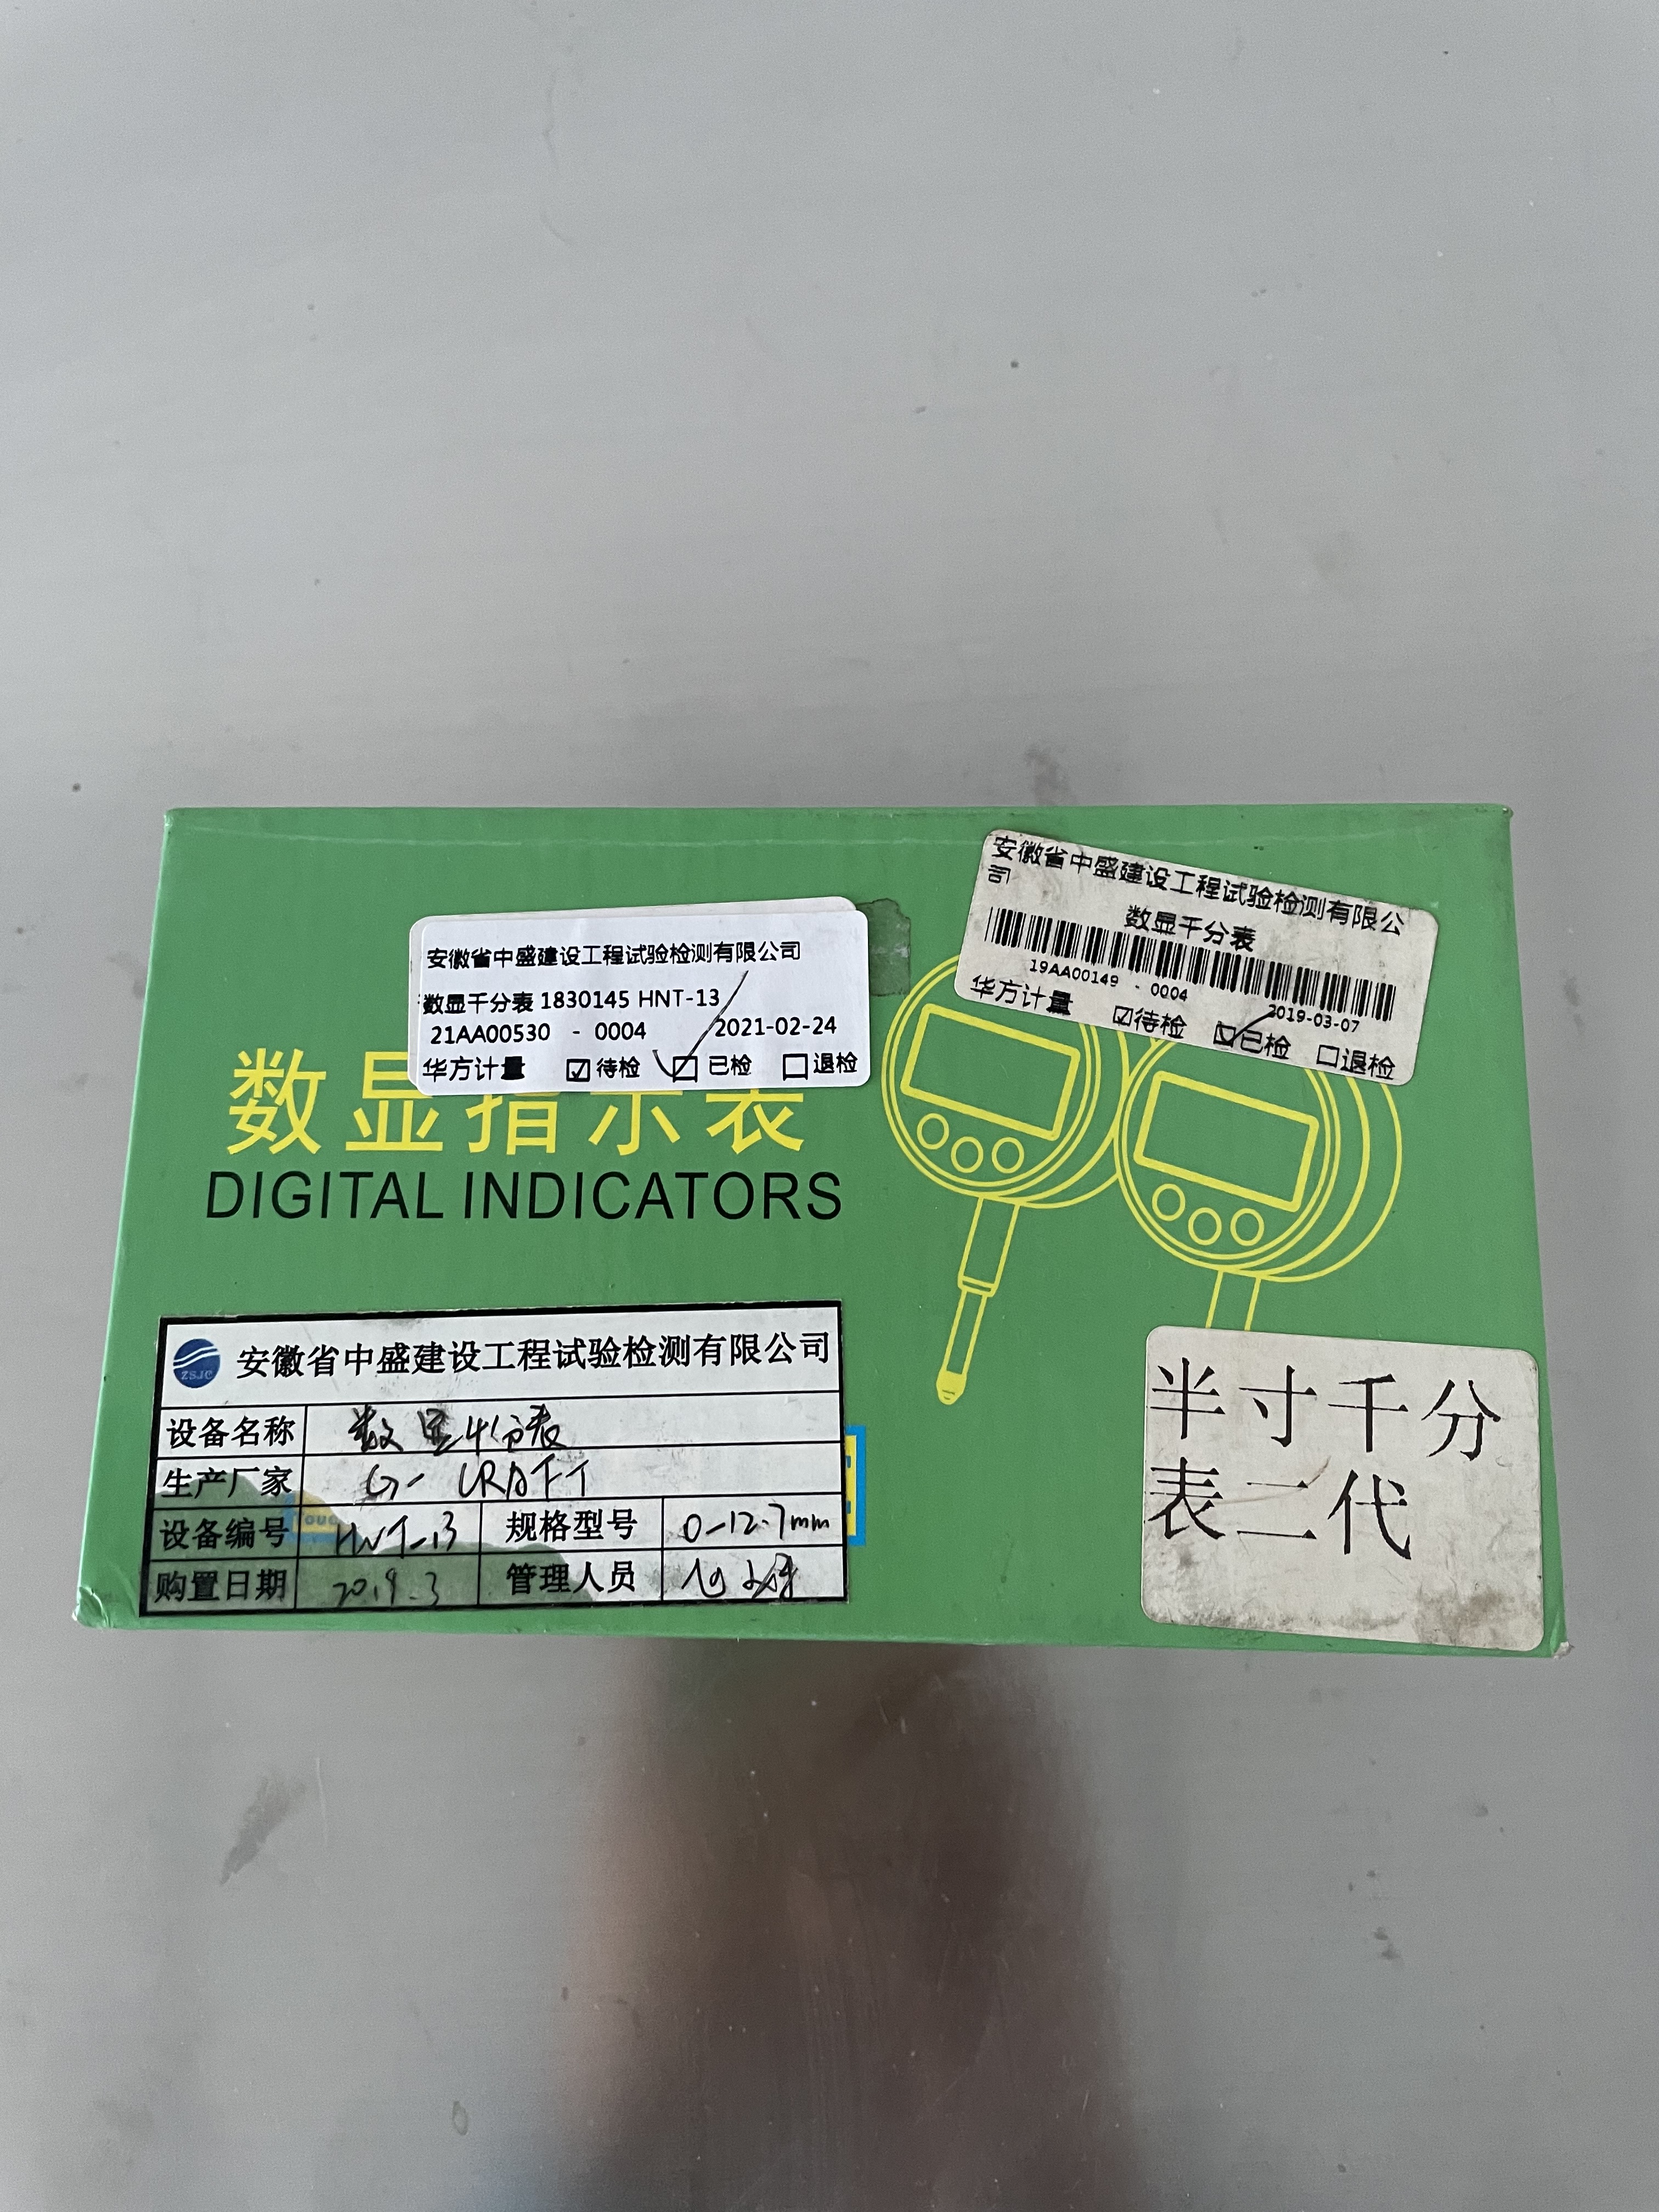 安徽省中盛建设工程试验检测有限公
司
数显千分表
19AA00149 - 0004
2019-03-07
华方计量 ☑待检 ☑已检 □退检
安徽省中盛建设工程试验检测有限公司
数显千分表 1830145 HNT-13
21AA00530 - 0004 2021-02-24
华方计量 ☑待检 ☑已检 □退检
数显指示表
DIGITAL INDICATORS
ZSJC 安徽省中盛建设工程试验检测有限公司
设备名称 数显千分表
生产厂家 G-CRAFT
设备编号 HNT-13 规格型号 0-12.7mm
购置日期 2019.3 管理人员
半寸千分
表二代